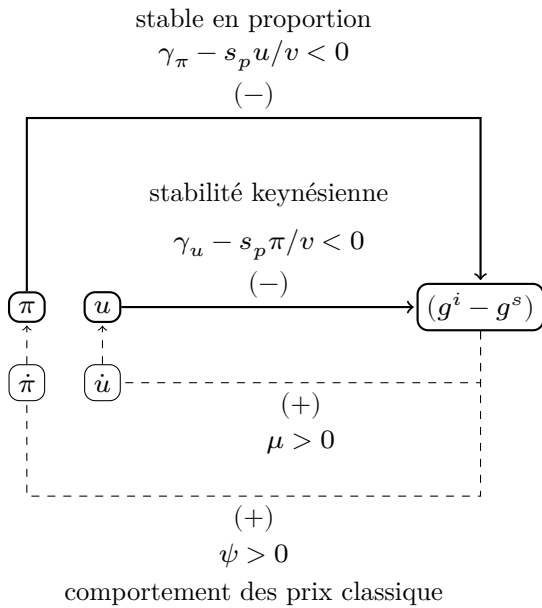 stable en proportion
γ_π − s_p u/v < 0
(−)
stabilité keynésienne
γ_u − s_p π/v < 0
(−)
π u (g^i − g^s)
π̇ u̇
(+)
μ > 0
(+)
ψ > 0
comportement des prix classique